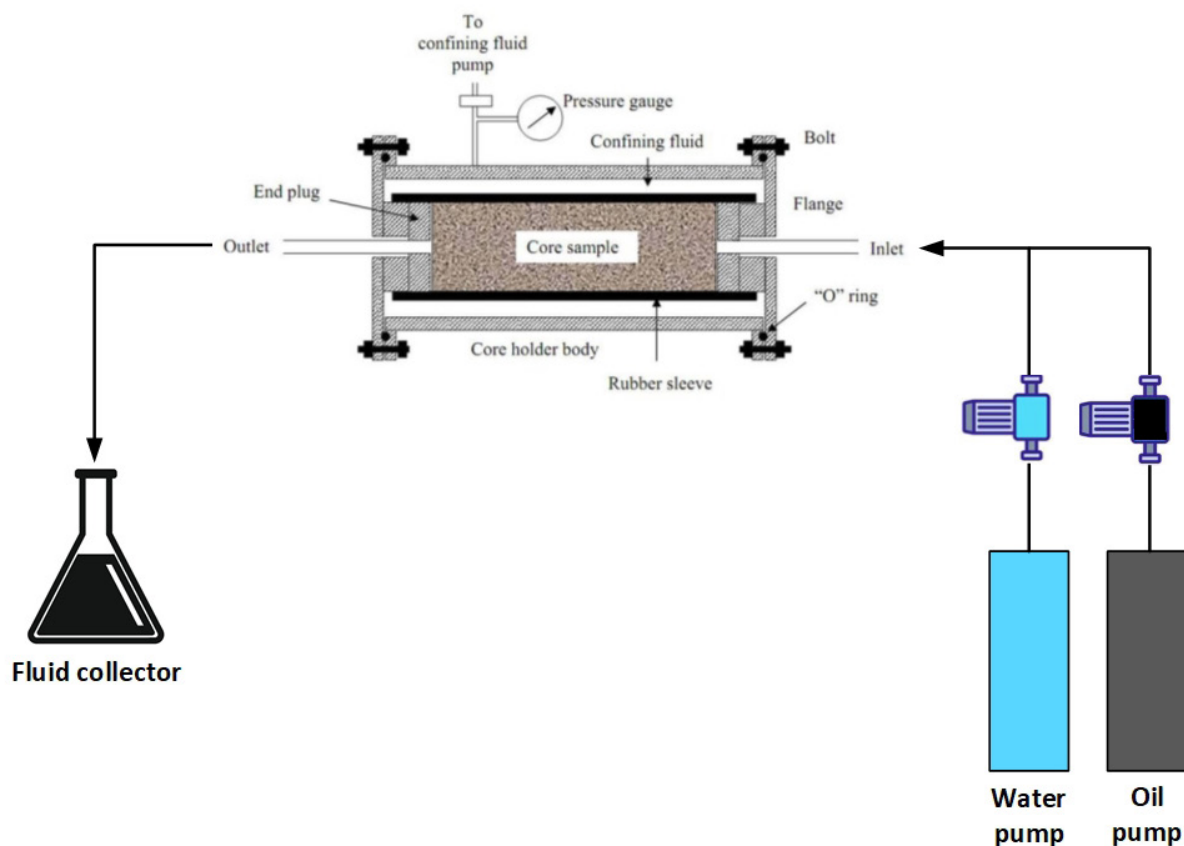 To
confining fluid
pump
Pressure gauge
Confining fluid
Bolt
End plug
Flange
Outlet
Core sample
Inlet
“O” ring
Core holder body
Rubber sleeve
Fluid collector
Water
pump
Oil
pump